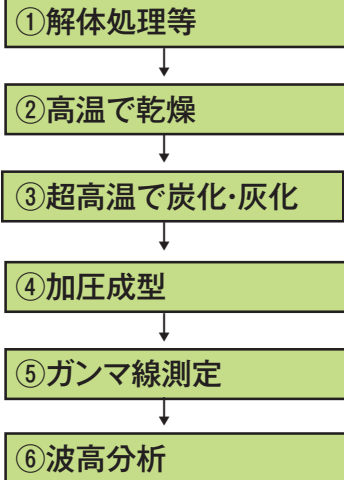 ①解体処理等
②高温で乾燥
③超高温で炭化・灰化
④加圧成型
⑤ガンマ線測定
⑥波高分析